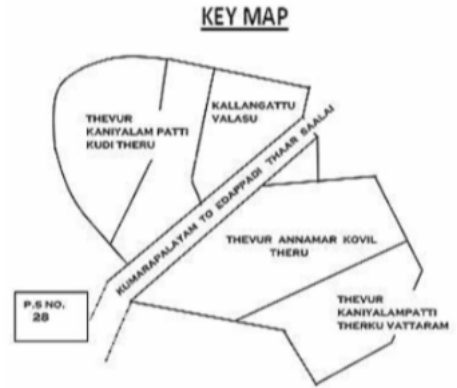 KEY MAP
THEVUR
KANIYALAM PATTI
KUDI THERU
KALLANGATTU
VALASU
KUMARAPALAYAM TO EDAPPADI THAAR SAALAI
THEVUR ANNAMAR KOVIL
THERU
P.S NO.
28
THEVUR
KANIYALAMPATTI
THERKU VATTARAM